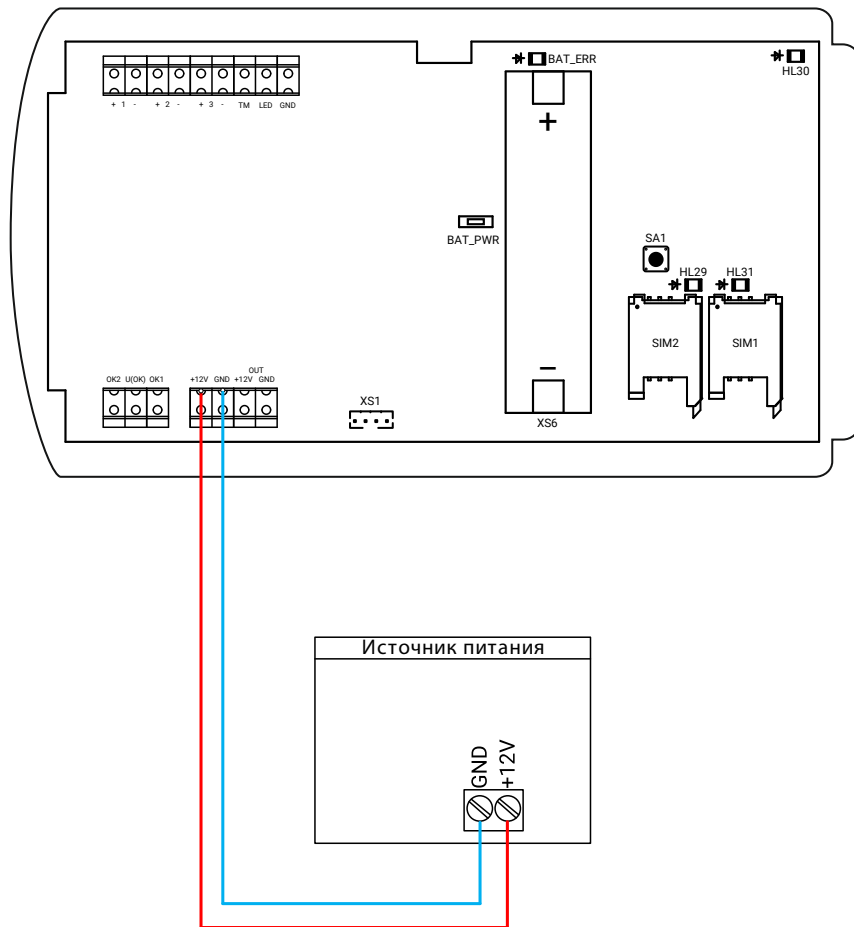 BAT_ERR
HL30
+ 1 - + 2 - + 3 - TM LED GND
+
BAT_PWR
SA1
HL29 HL31
SIM2 SIM1
OUT
OK2 U(OK) OK1 +12V GND +12V GND
−
XS1
XS6
Источник питания
GND
+12V